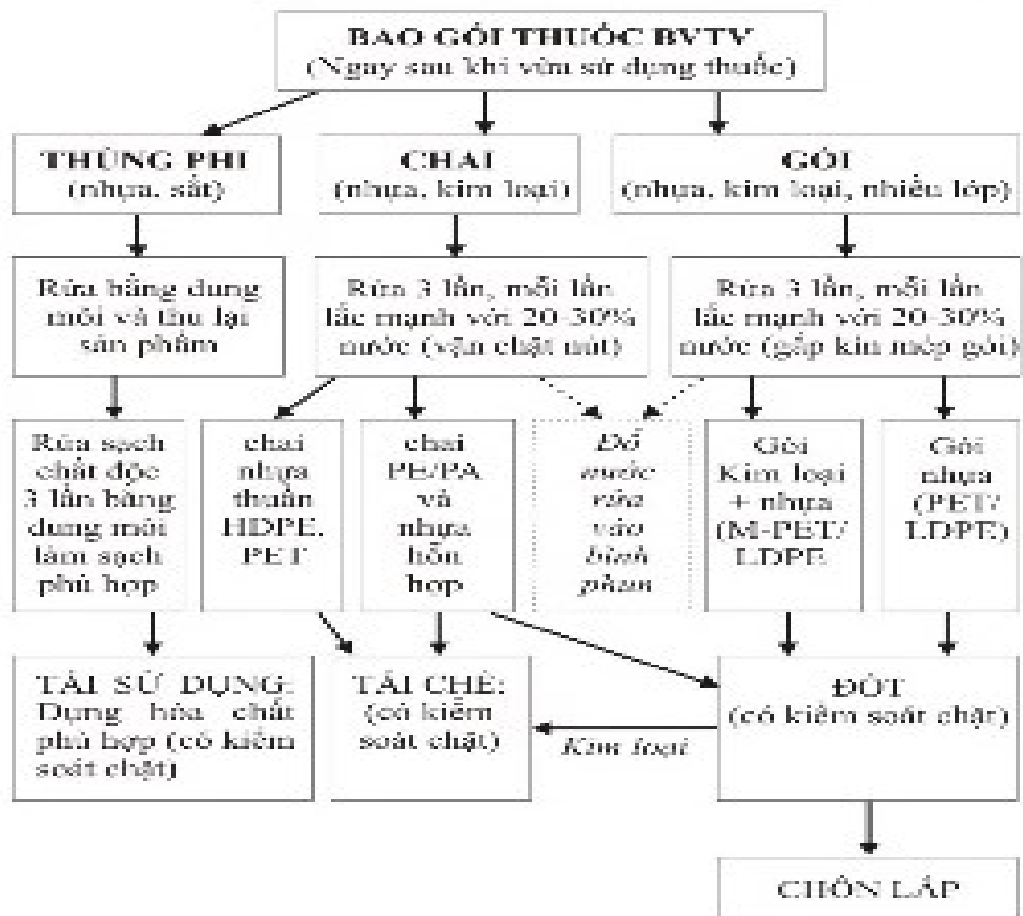 BAO GÓI THUỐC BVTV
(Ngay sau khi vừa sử dụng thuốc)
THÙNG PHI
(nhựa, sắt)
CHAI
(nhựa, kim loại)
GÓI
(nhựa, kim loại, nhiều lớp)
Rửa bằng dung
môi và thu lại
sản phẩm
Rửa 3 lần, mỗi lần
lắc mạnh với 20-30%
nước (vặn chặt nút)
Rửa 3 lần, mỗi lần
lắc mạnh với 20-30%
nước (gấp kín mép gói)
Rửa sạch
chất độc
3 lần bằng
dung môi
làm sạch
phù hợp
chai
nhựa
thuần
HDPE,
PET
chai
PE/PA
và
nhựa
hỗn
hợp
Đổ
nước
rửa
vào
bình
phun
Gói
Kim loại
+ nhựa
(M-PET/
LDPE
Gói
nhựa
(PET/
LDPE)
TÁI SỬ DỤNG:
Dụng hóa chất
phù hợp (có kiểm
soát chặt)
TÁI CHẾ:
(có kiểm
soát chặt)
Kim loại
ĐỐT
(có kiểm soát chặt)
CHÔN LẤP